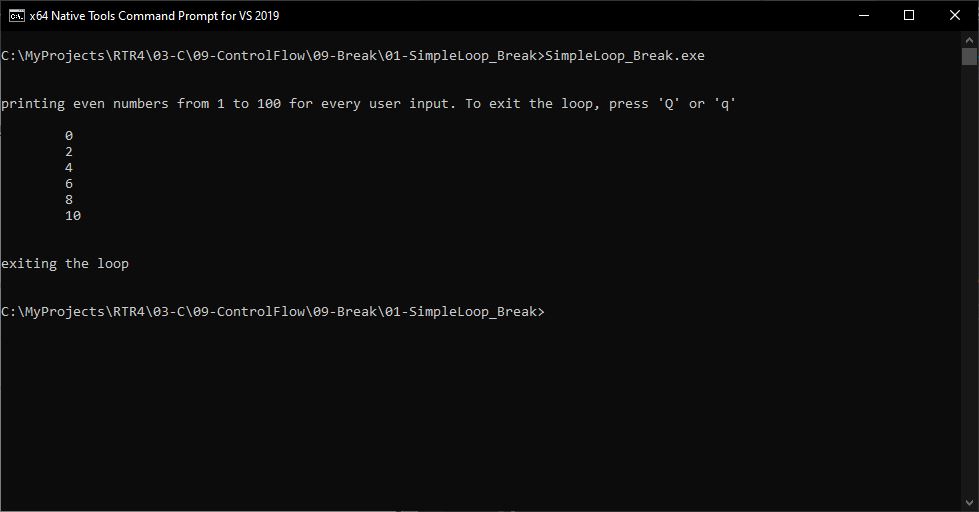 x64 Native Tools Command Prompt for VS 2019
C:\MyProjects\RTR4\03-C\09-ControlFlow\09-Break\01-SimpleLoop_Break>SimpleLoop_Break.exe
printing even numbers from 1 to 100 for every user input. To exit the loop, press 'Q' or 'q'
0
2
4
6
8
10
exiting the loop
C:\MyProjects\RTR4\03-C\09-ControlFlow\09-Break\01-SimpleLoop_Break>